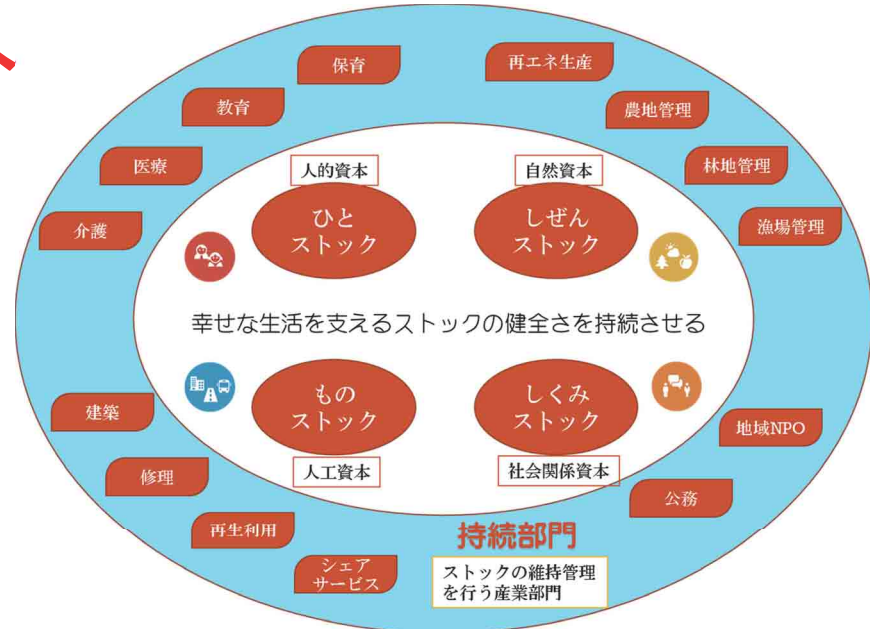 保育
教育
医療
介護
再エネ生産
農地管理
林地管理
漁場管理
人的資本
ひと
ストック
自然資本
しぜん
ストック
幸せな生活を支えるストックの健全さを持続させる
もの
ストック
人工資本
しくみ
ストック
社会関係資本
建築
修理
再生利用
シェア
サービス
地域NPO
公務
持続部門
ストックの維持管理
を行う産業部門